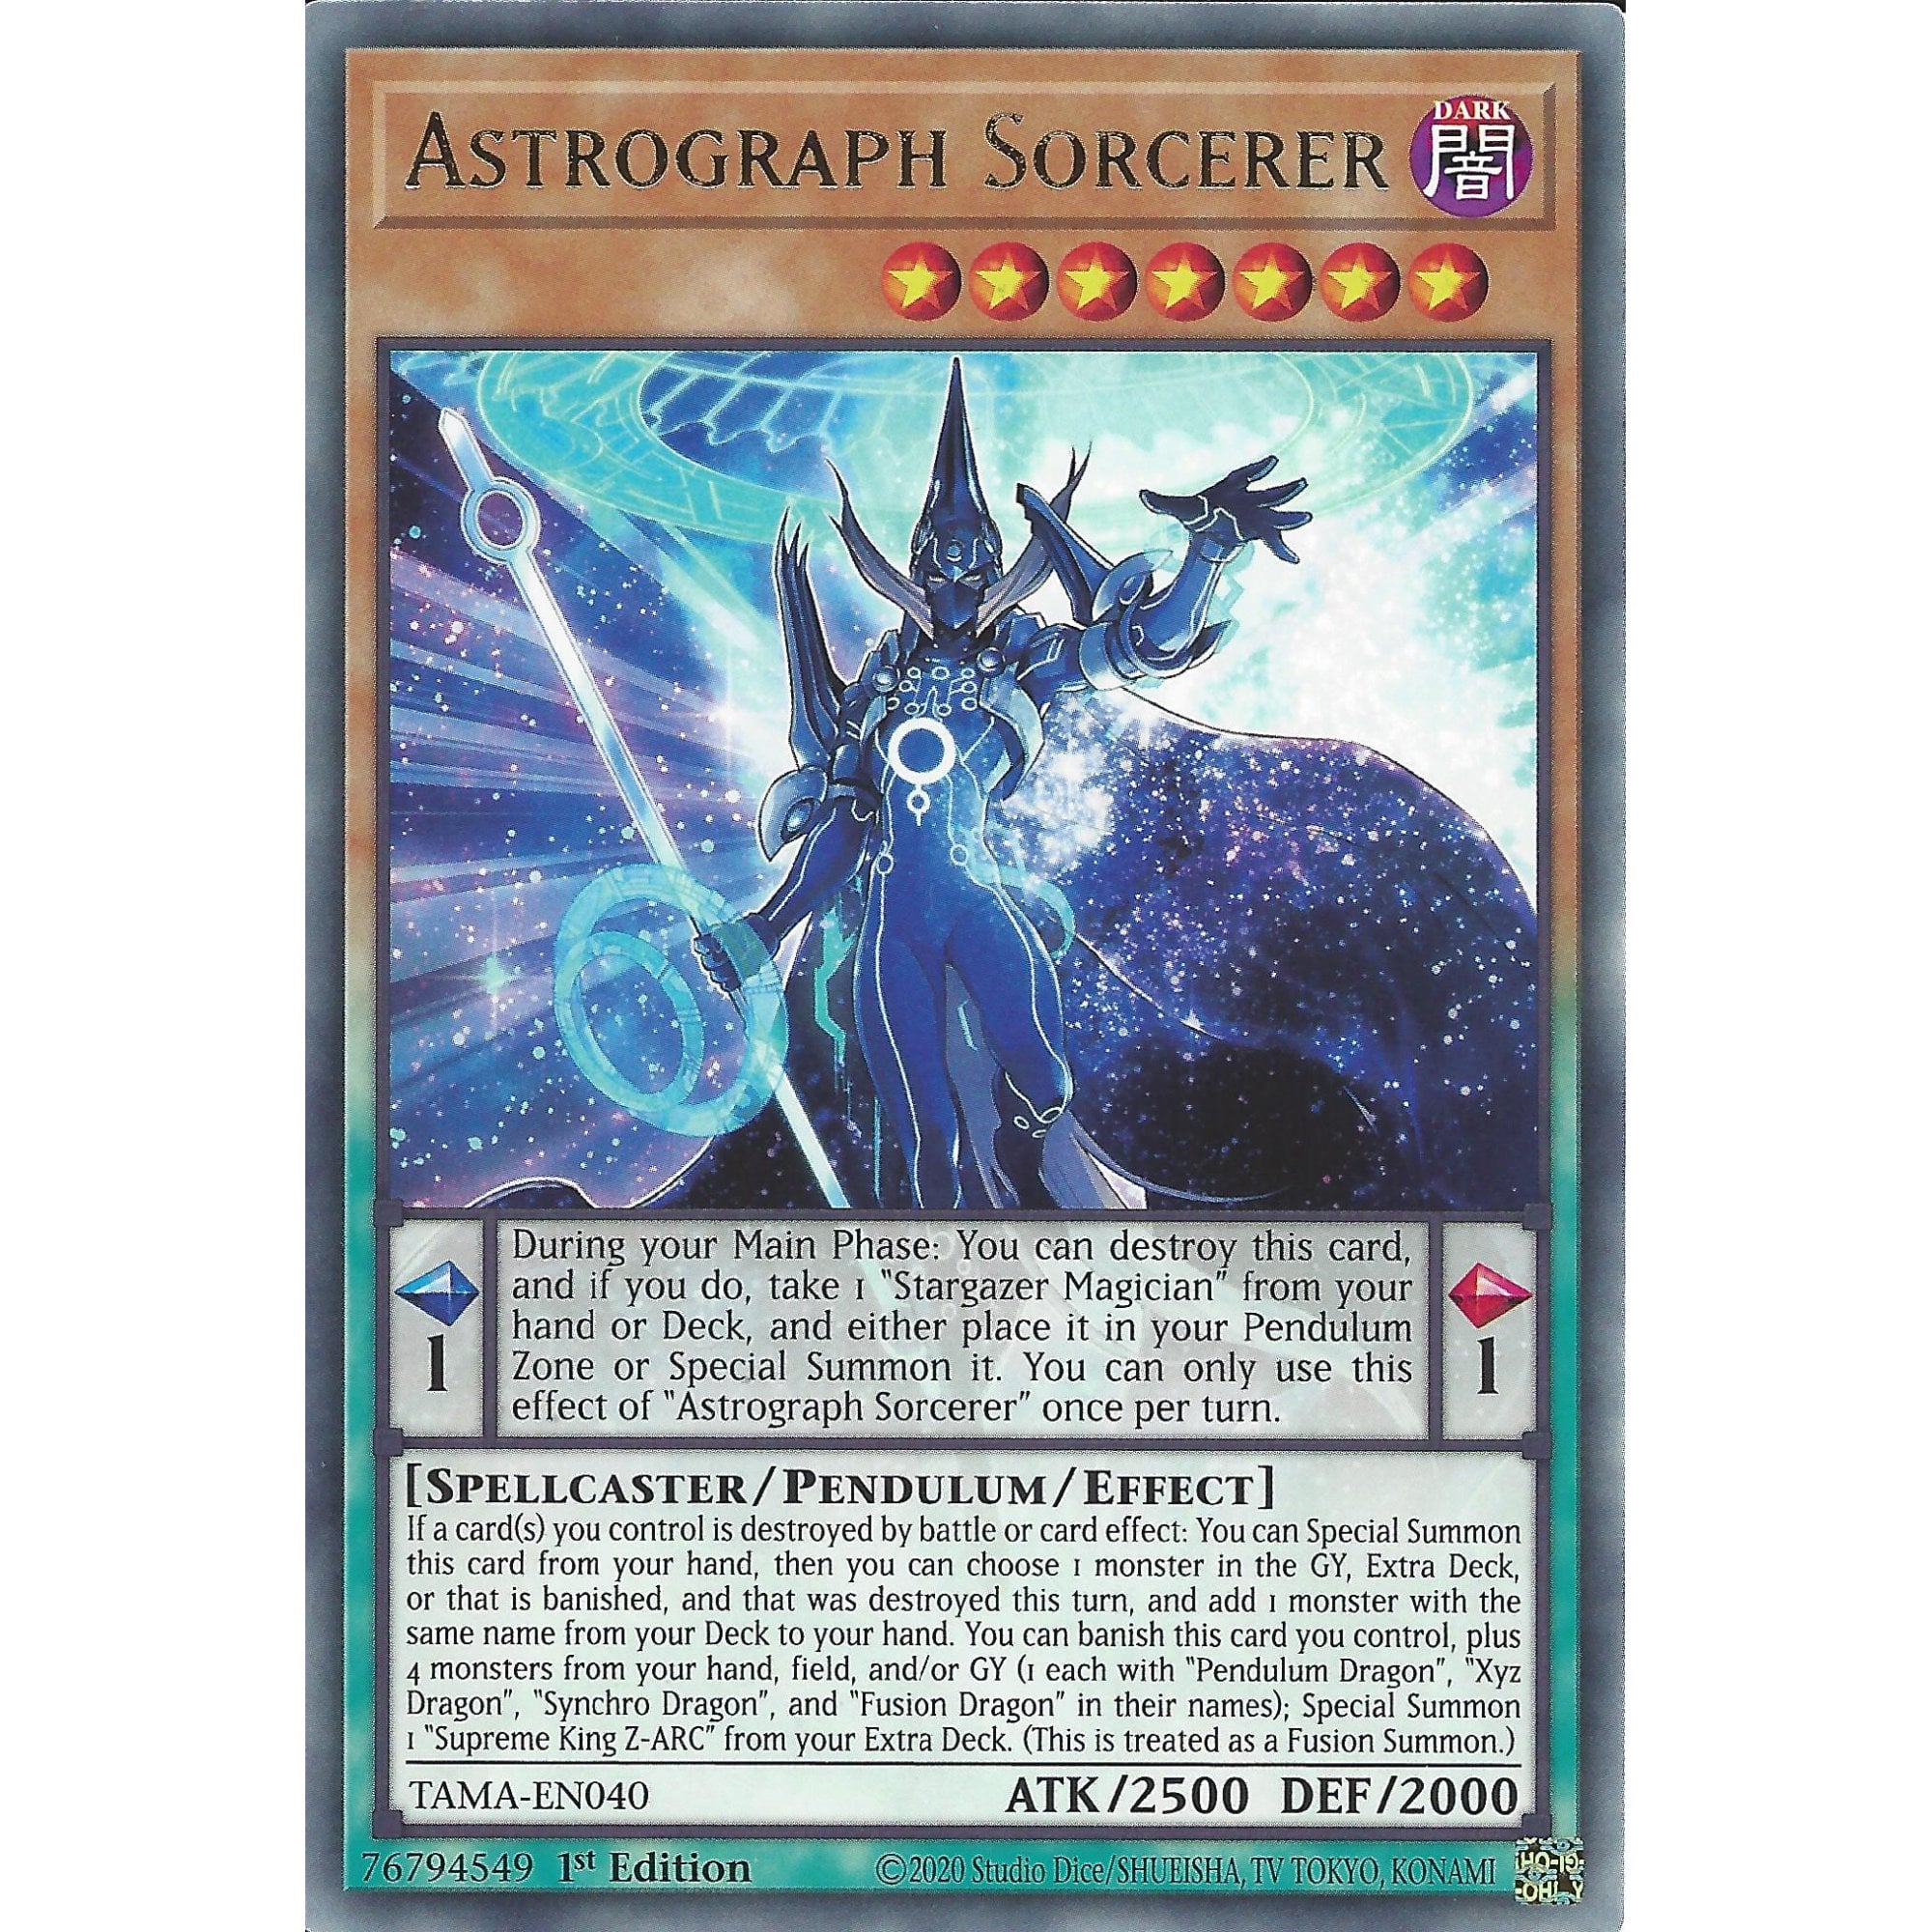 ASTROGRAPH SORCERER
DARK
闇
During your Main Phase: You can destroy this card,
and if you do, take 1 "Stargazer Magician" from your
hand or Deck, and either place it in your Pendulum
Zone or Special Summon it. You can only use this
effect of "Astrograph Sorcerer" once per turn.
1
1
[SPELLCASTER/PENDULUM/EFFECT]
If a card(s) you control is destroyed by battle or card effect: You can Special Summon
this card from your hand, then you can choose 1 monster in the GY, Extra Deck,
or that is banished, and that was destroyed this turn, and add 1 monster with the
same name from your Deck to your hand. You can banish this card you control, plus
4 monsters from your hand, field, and/or GY (1 each with "Pendulum Dragon", "Xyz
Dragon", "Synchro Dragon", and "Fusion Dragon" in their names); Special Summon
1 "Supreme King Z-ARC" from your Extra Deck. (This is treated as a Fusion Summon.)
TAMA-EN040 ATK/2500 DEF/2000
76794549 1st Edition ©2020 Studio Dice/SHUEISHA, TV TOKYO, KONAMI